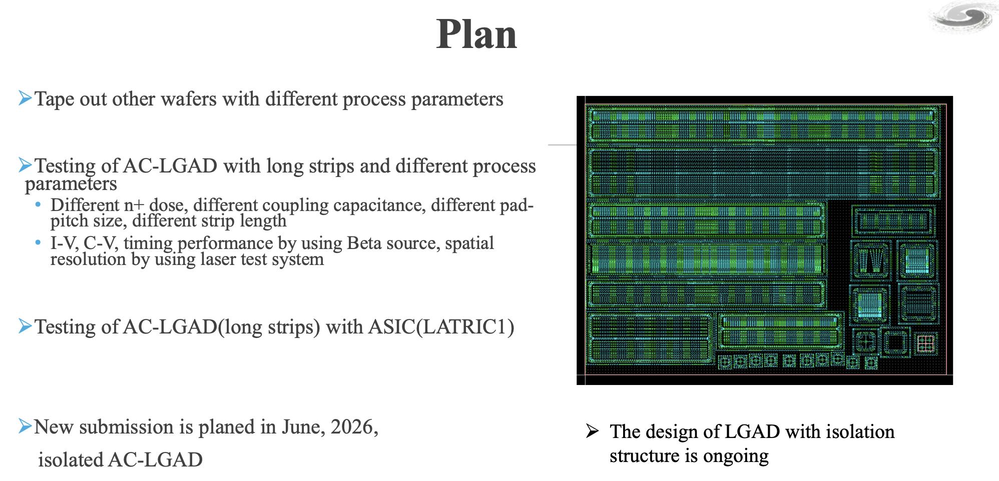 Plan
➢Tape out other wafers with different process parameters
➢Testing of AC-LGAD with long strips and different process
parameters
• Different n+ dose, different coupling capacitance, different pad-
pitch size, different strip length
• I-V, C-V, timing performance by using Beta source, spatial
resolution by using laser test system
➢Testing of AC-LGAD(long strips) with ASIC(LATRIC1)
➢New submission is planed in June, 2026,
isolated AC-LGAD
➢ The design of LGAD with isolation
structure is ongoing